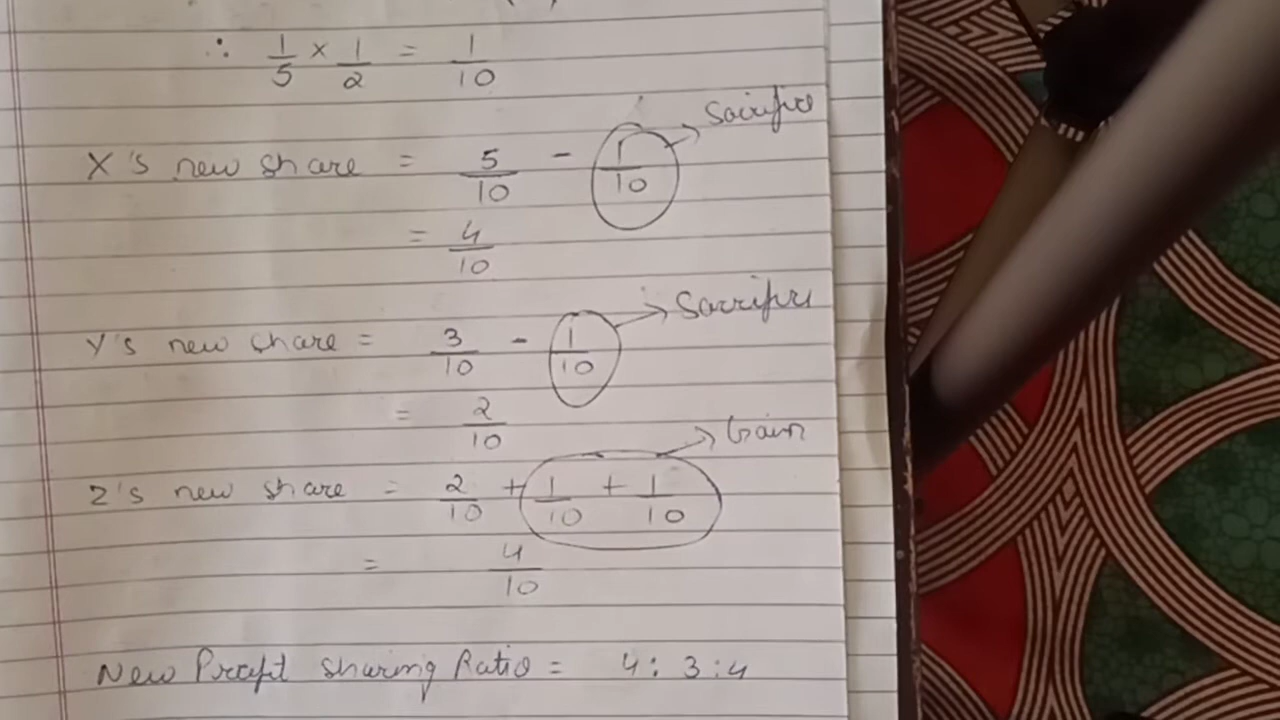 ∴ 1/5 × 1/2 = 1/10
Sacrifice
X's new share = 5/10 - 1/10
= 4/10
Sacrifice
Y's new share = 3/10 - 1/10
= 2/10
Gain
Z's new share = 2/10 + 1/10 + 1/10
= 4/10
New Profit sharing Ratio = 4 : 3 : 4